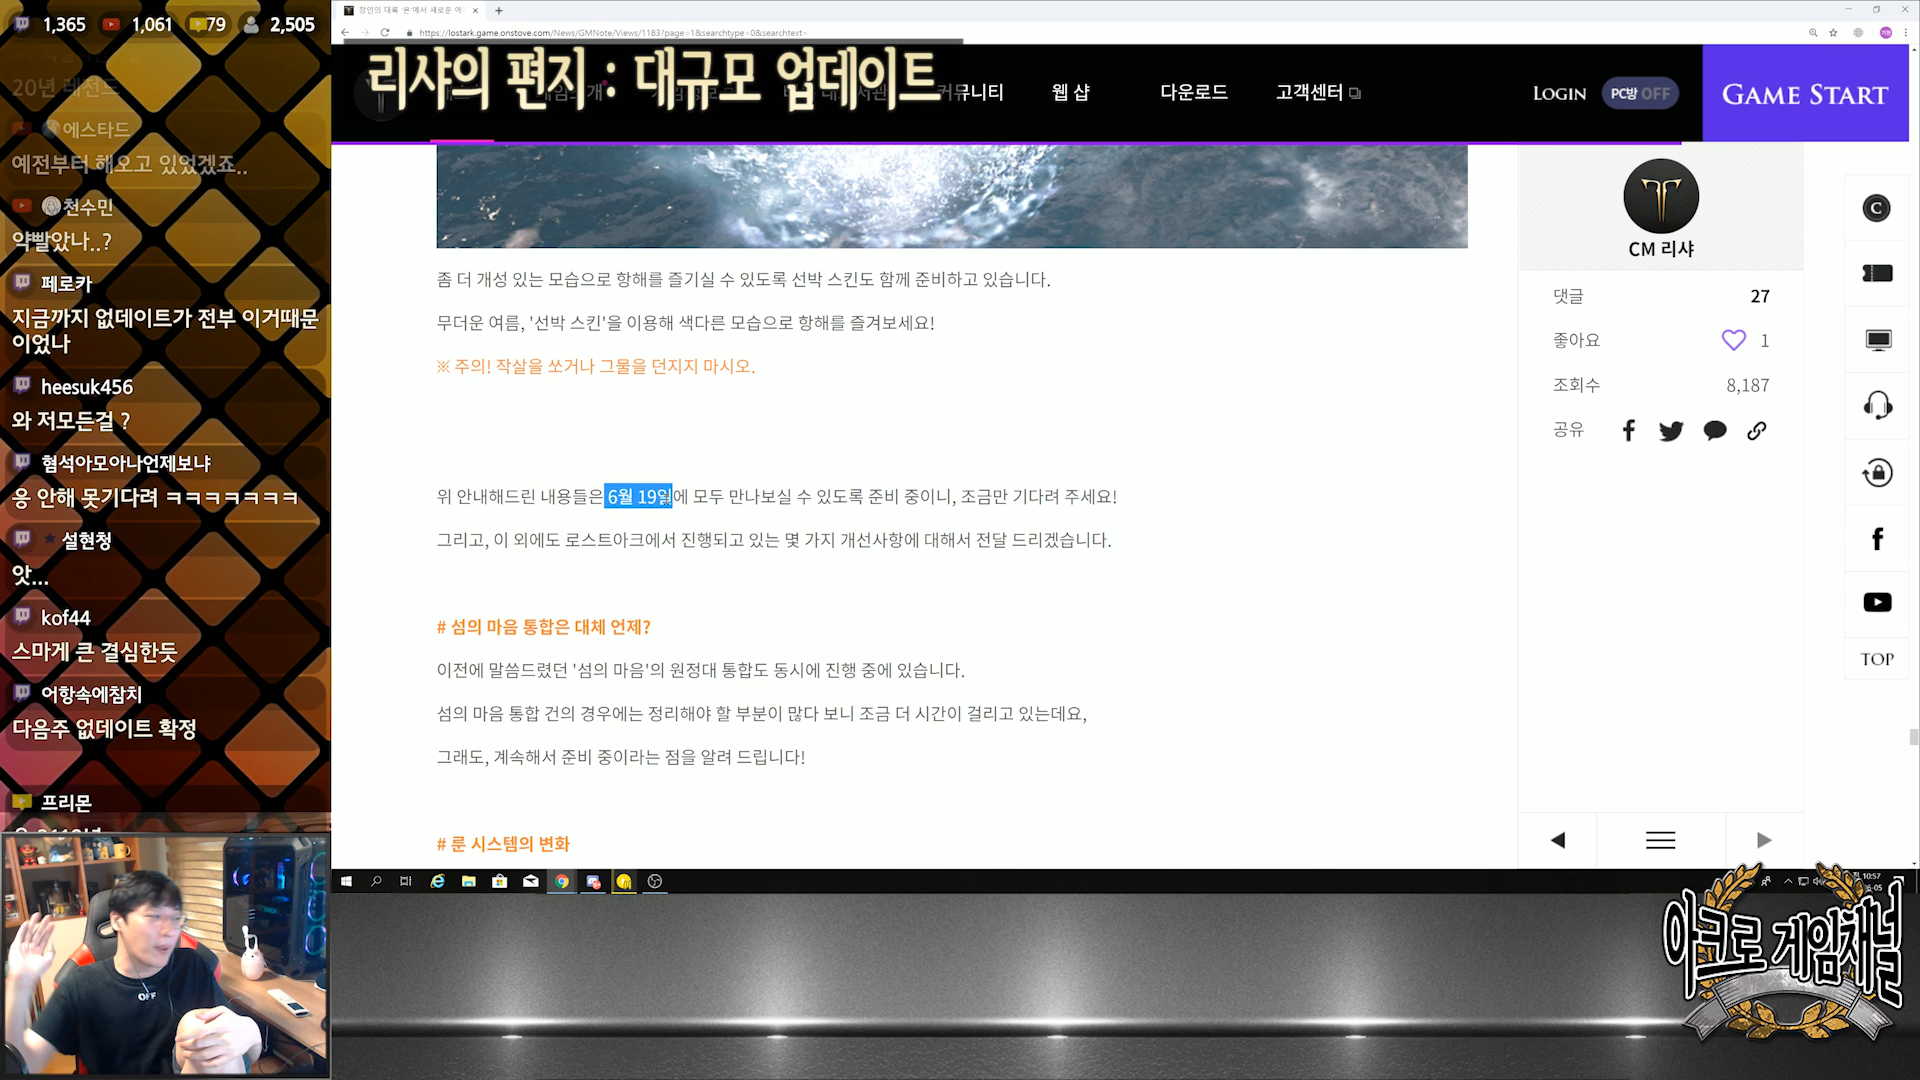 1,365 1,061 79 2,505
20년 레전드
에스타드
예전부터 해오고 있었겠죠..
천수민
약빨았나..?
페로카
지금까지 없데이트가 전부 이거때문
이었나
heesuk456
와 저모든걸 ?
혐석아모아나언제보냐
응 안해 못기다려 ㅋㅋㅋㅋㅋㅋㅋ
설현청
앗...
kof44
스마게 큰 결심한듯
어항속에참치
다음주 없데이트 확정
프리몬
https://lostark.game.onstove.com/News/GMNote/Views/1183?page=1&searchtype=0&searchtext=
리샤의 편지 : 대규모 업데이트
커뮤니티 웹 샵 다운로드 고객센터
LOGIN PC방 OFF GAME START
좀 더 개성 있는 모습으로 항해를 즐기실 수 있도록 선박 스킨도 함께 준비하고 있습니다.
무더운 여름, '선박 스킨'을 이용해 색다른 모습으로 항해를 즐겨보세요!
※ 주의! 작살을 쏘거나 그물을 던지지 마시오.
위 안내해드린 내용들은 6월 19일에 모두 만나보실 수 있도록 준비 중이니, 조금만 기다려 주세요!
그리고, 이 외에도 로스트아크에서 진행되고 있는 몇 가지 개선사항에 대해서 전달 드리겠습니다.
# 섬의 마음 통합은 대체 언제?
이전에 말씀드렸던 '섬의 마음'의 원정대 통합도 동시에 진행 중에 있습니다.
섬의 마음 통합 건의 경우에는 정리해야 할 부분이 많다 보니 조금 더 시간이 걸리고 있는데요,
그래도, 계속해서 준비 중이라는 점을 알려 드립니다!
# 룬 시스템의 변화
CM 리샤
댓글 27
좋아요 1
조회수 8,187
공유
C
TOP
10:57
OFF
아크로 게임채널